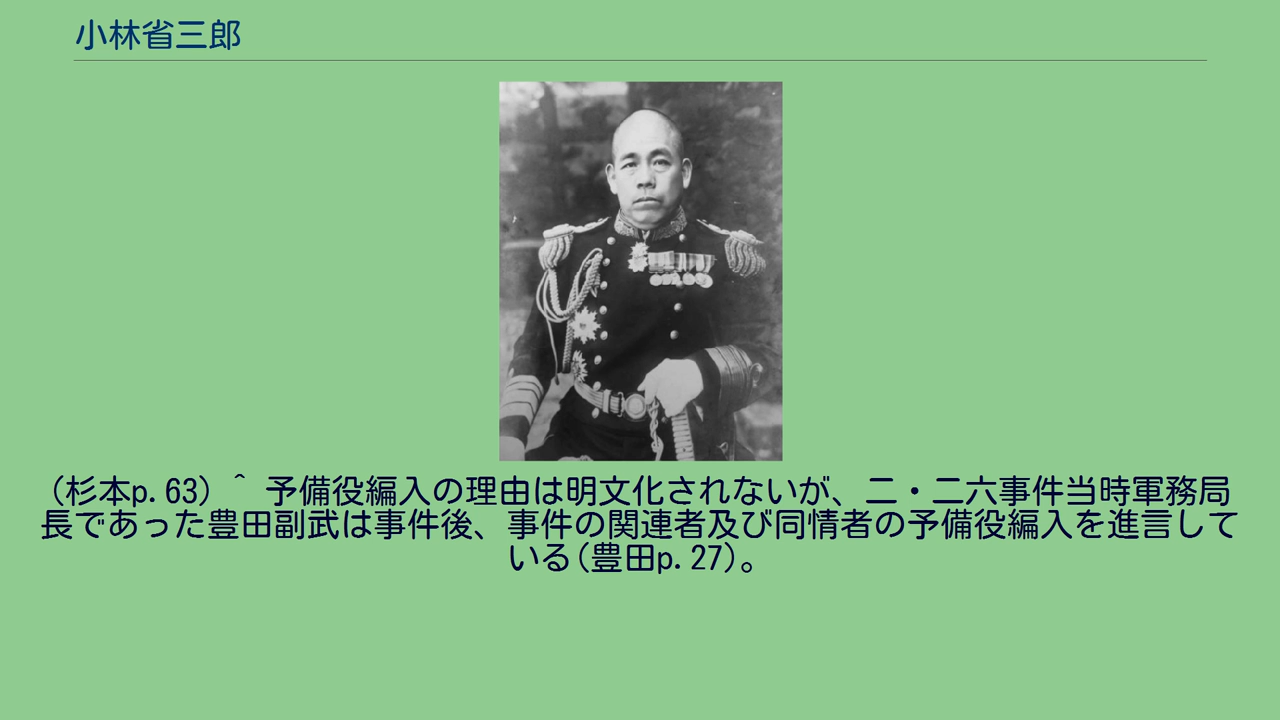 小林省三郎
(杉本p.63) ^ 予備役編入の理由は明文化されないが、二・二六事件当時軍務局
長であった豊田副武は事件後、事件の関連者及び同情者の予備役編入を進言して
いる(豊田p.27)。